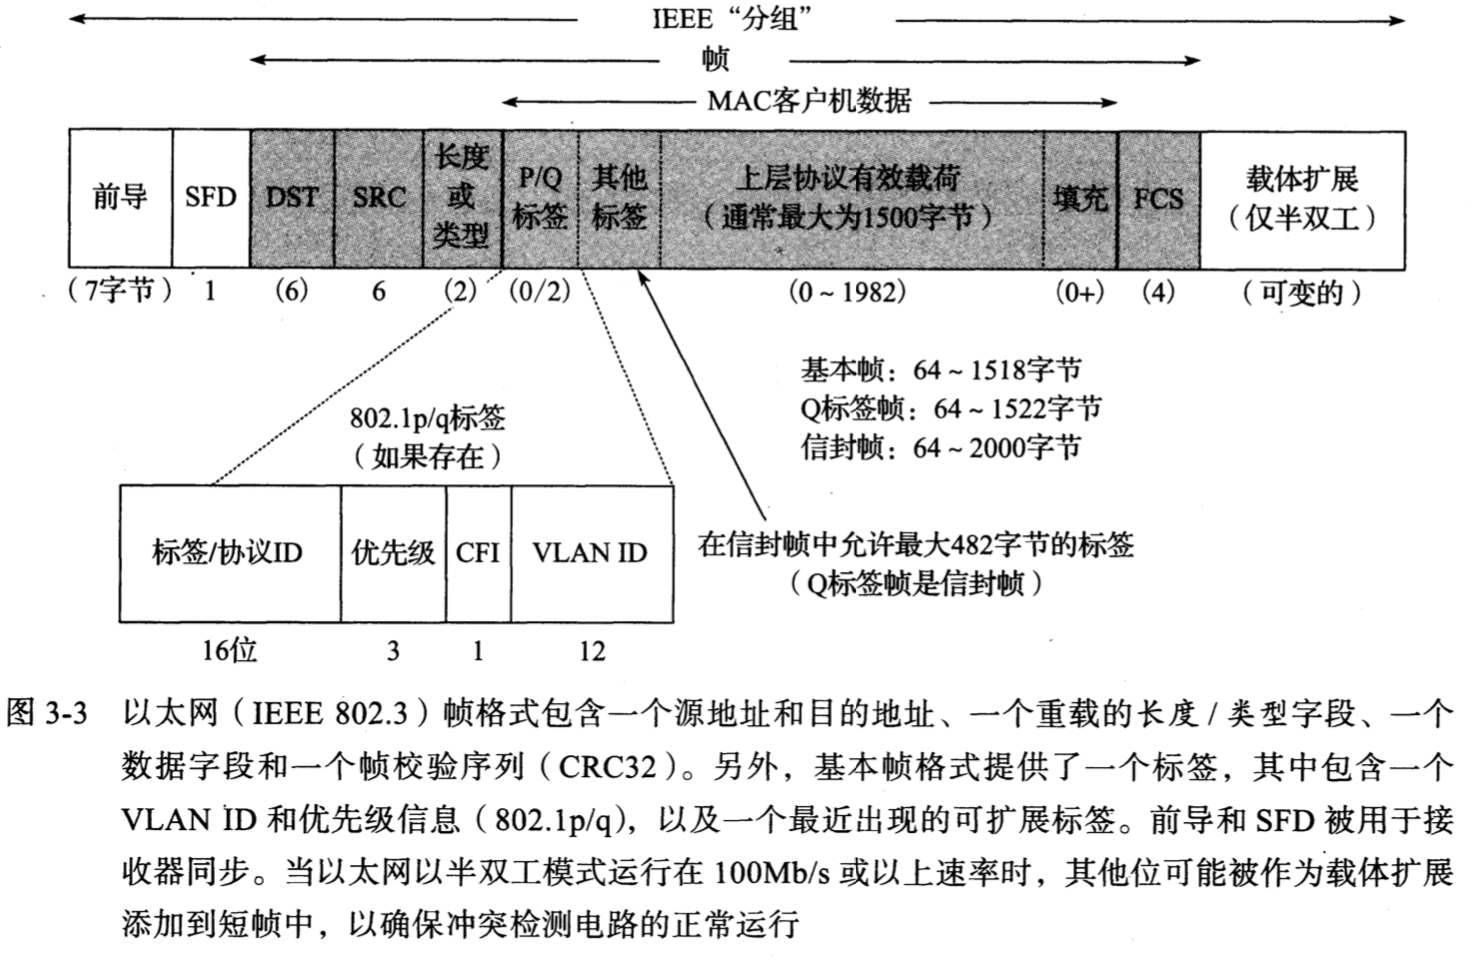 IEEE“分组”
帧
MAC客户机数据
前导
SFD
DST
SRC
长度
或
类型
P/Q
标签
其他
标签
上层协议有效载荷
（通常最大为1500字节）
填充
FCS
载体扩展
（仅半双工）
（7字节） 1 (6) 6 (2) (0/2) (0~1982) (0+) (4) （可变的）
基本帧：64~1518字节
Q标签帧：64~1522字节
信封帧：64~2000字节
802.1p/q标签
（如果存在）
标签/协议ID 优先级 CFI VLAN ID
16位 3 1 12
在信封帧中允许最大482字节的标签
（Q标签帧是信封帧）
图 3-3 以太网（IEEE 802.3）帧格式包含一个源地址和目的地址、一个重载的长度 / 类型字段、一个
数据字段和一个帧校验序列（CRC32）。另外，基本帧格式提供了一个标签，其中包含一个
VLAN ID 和优先级信息（802.1p/q），以及一个最近出现的可扩展标签。前导和 SFD 被用于接
收器同步。当以太网以半双工模式运行在 100Mb/s 或以上速率时，其他位可能被作为载体扩展
添加到短帧中，以确保冲突检测电路的正常运行